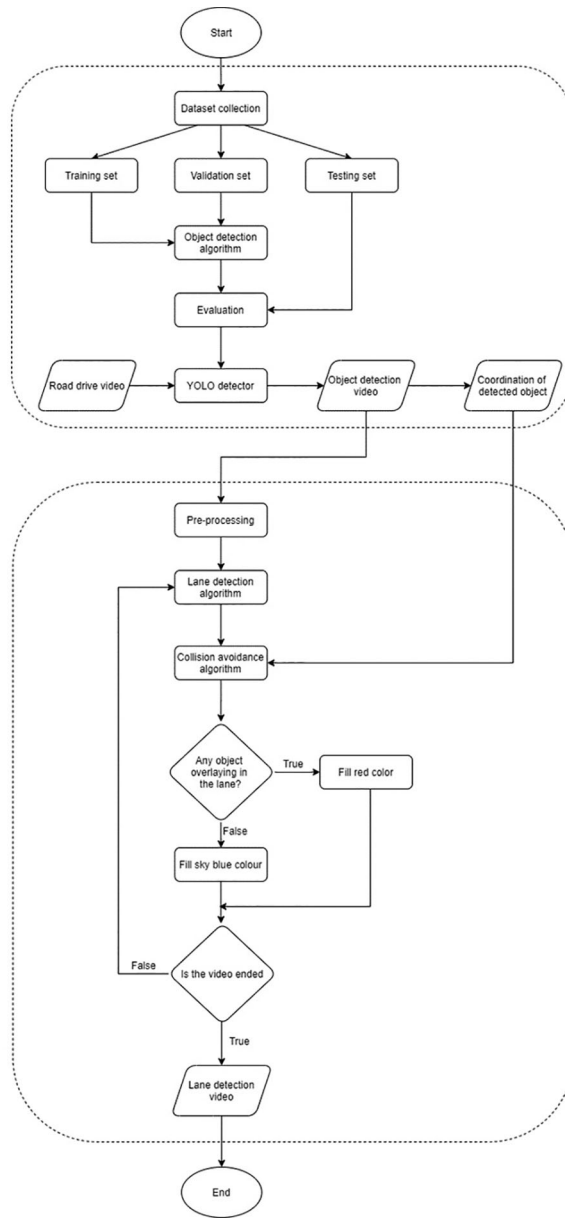 Start
Dataset collection
Training set
Validation set
Testing set
Object detection
algorithm
Evaluation
Road drive video
YOLO detector
Object detection
video
Coordination of
detected object
Pre-processing
Lane detection
algorithm
Collision avoidance
algorithm
Any object
overlaying in
the lane?
True
Fill red color
False
Fill sky blue colour
False
Is the video ended
True
Lane detection
video
End